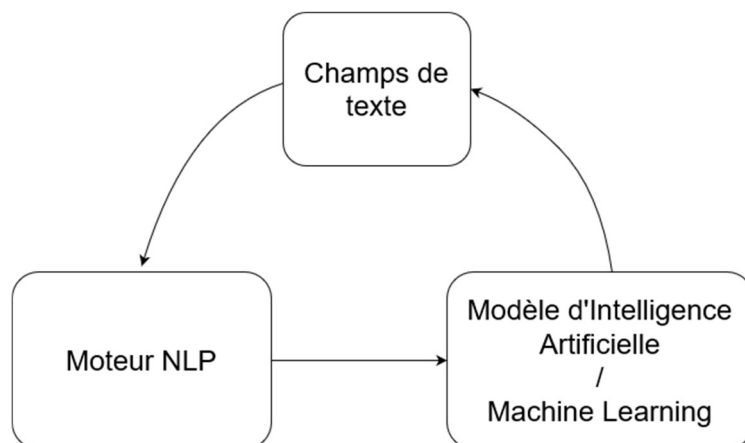 Champs de
texte
Moteur NLP
Modèle d'Intelligence
Artificielle
/
Machine Learning